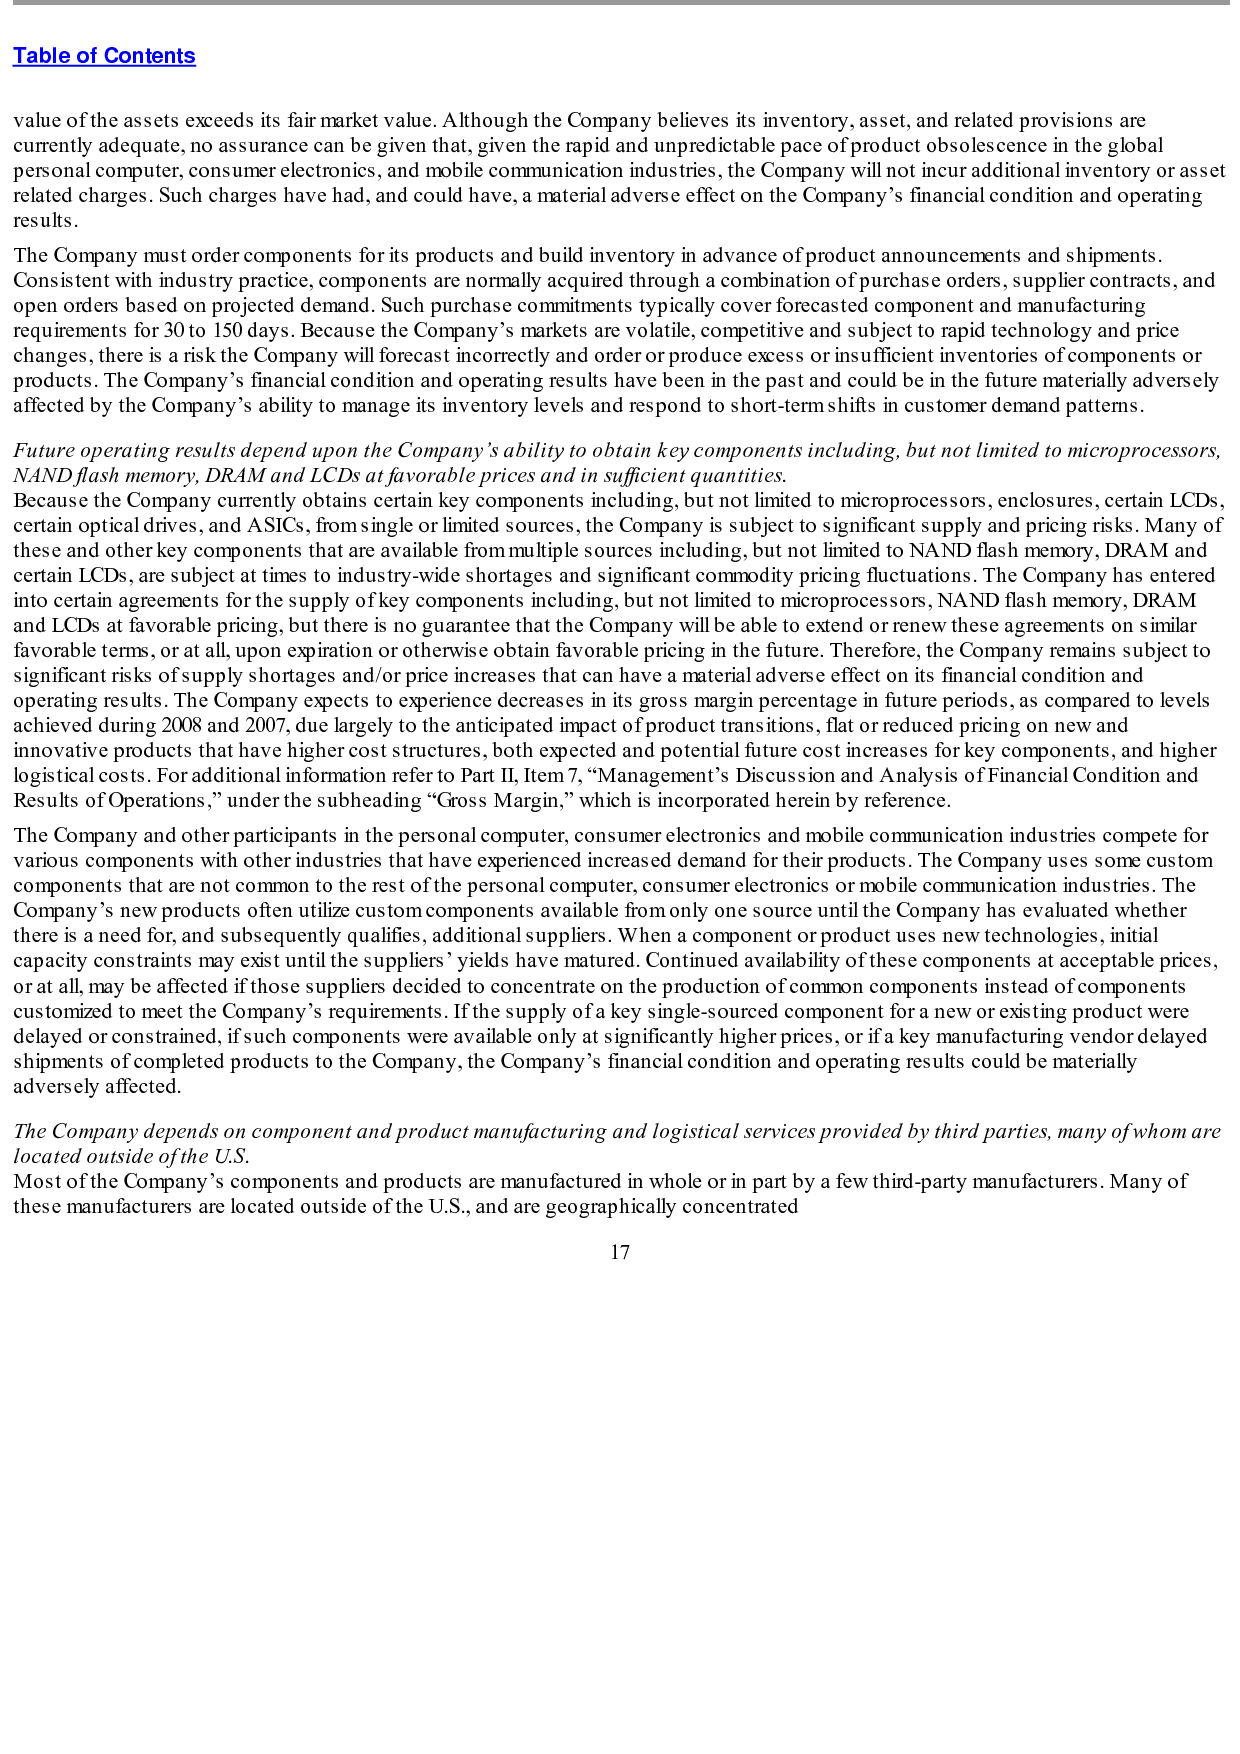 Table of Contents
value of the assets exceeds its fair market value. Although the Company believes its inventory, asset, and related provisions are
currently adequate, no assurance can be given that, given the rapid and unpredictable pace of product obsolescence in the global
personal computer, consumer electronics, and mobile communication industries, the Company will not incur additional inventory or asset
related charges. Such charges have had, and could have, a material adverse effect on the Company’s financial condition and operating
results.
The Company must order components for its products and build inventory in advance of product announcements and shipments.
Consistent with industry practice, components are normally acquired through a combination of purchase orders, supplier contracts, and
open orders based on projected demand. Such purchase commitments typically cover forecasted component and manufacturing
requirements for 30 to 150 days. Because the Company’s markets are volatile, competitive and subject to rapid technology and price
changes, there is a risk the Company will forecast incorrectly and order or produce excess or insufficient inventories of components or
products. The Company’s financial condition and operating results have been in the past and could be in the future materially adversely
affected by the Company’s ability to manage its inventory levels and respond to short-term shifts in customer demand patterns.
Future operating results depend upon the Company’s ability to obtain key components including, but not limited to microprocessors,
NAND flash memory, DRAM and LCDs at favorable prices and in sufficient quantities.
Because the Company currently obtains certain key components including, but not limited to microprocessors, enclosures, certain LCDs,
certain optical drives, and ASICs, from single or limited sources, the Company is subject to significant supply and pricing risks. Many of
these and other key components that are available from multiple sources including, but not limited to NAND flash memory, DRAM and
certain LCDs, are subject at times to industry-wide shortages and significant commodity pricing fluctuations. The Company has entered
into certain agreements for the supply of key components including, but not limited to microprocessors, NAND flash memory, DRAM
and LCDs at favorable pricing, but there is no guarantee that the Company will be able to extend or renew these agreements on similar
favorable terms, or at all, upon expiration or otherwise obtain favorable pricing in the future. Therefore, the Company remains subject to
significant risks of supply shortages and/or price increases that can have a material adverse effect on its financial condition and
operating results. The Company expects to experience decreases in its gross margin percentage in future periods, as compared to levels
achieved during 2008 and 2007, due largely to the anticipated impact of product transitions, flat or reduced pricing on new and
innovative products that have higher cost structures, both expected and potential future cost increases for key components, and higher
logistical costs. For additional information refer to Part II, Item 7, “Management’s Discussion and Analysis of Financial Condition and
Results of Operations,” under the subheading “Gross Margin,” which is incorporated herein by reference.
The Company and other participants in the personal computer, consumer electronics and mobile communication industries compete for
various components with other industries that have experienced increased demand for their products. The Company uses some custom
components that are not common to the rest of the personal computer, consumer electronics or mobile communication industries. The
Company’s new products often utilize custom components available from only one source until the Company has evaluated whether
there is a need for, and subsequently qualifies, additional suppliers. When a component or product uses new technologies, initial
capacity constraints may exist until the suppliers’ yields have matured. Continued availability of these components at acceptable prices,
or at all, may be affected if those suppliers decided to concentrate on the production of common components instead of components
customized to meet the Company’s requirements. If the supply of a key single-sourced component for a new or existing product were
delayed or constrained, if such components were available only at significantly higher prices, or if a key manufacturing vendor delayed
shipments of completed products to the Company, the Company’s financial condition and operating results could be materially
adversely affected.
The Company depends on component and product manufacturing and logistical services provided by third parties, many of whom are
located outside of the U.S.
Most of the Company’s components and products are manufactured in whole or in part by a few third-party manufacturers. Many of
these manufacturers are located outside of the U.S., and are geographically concentrated
17